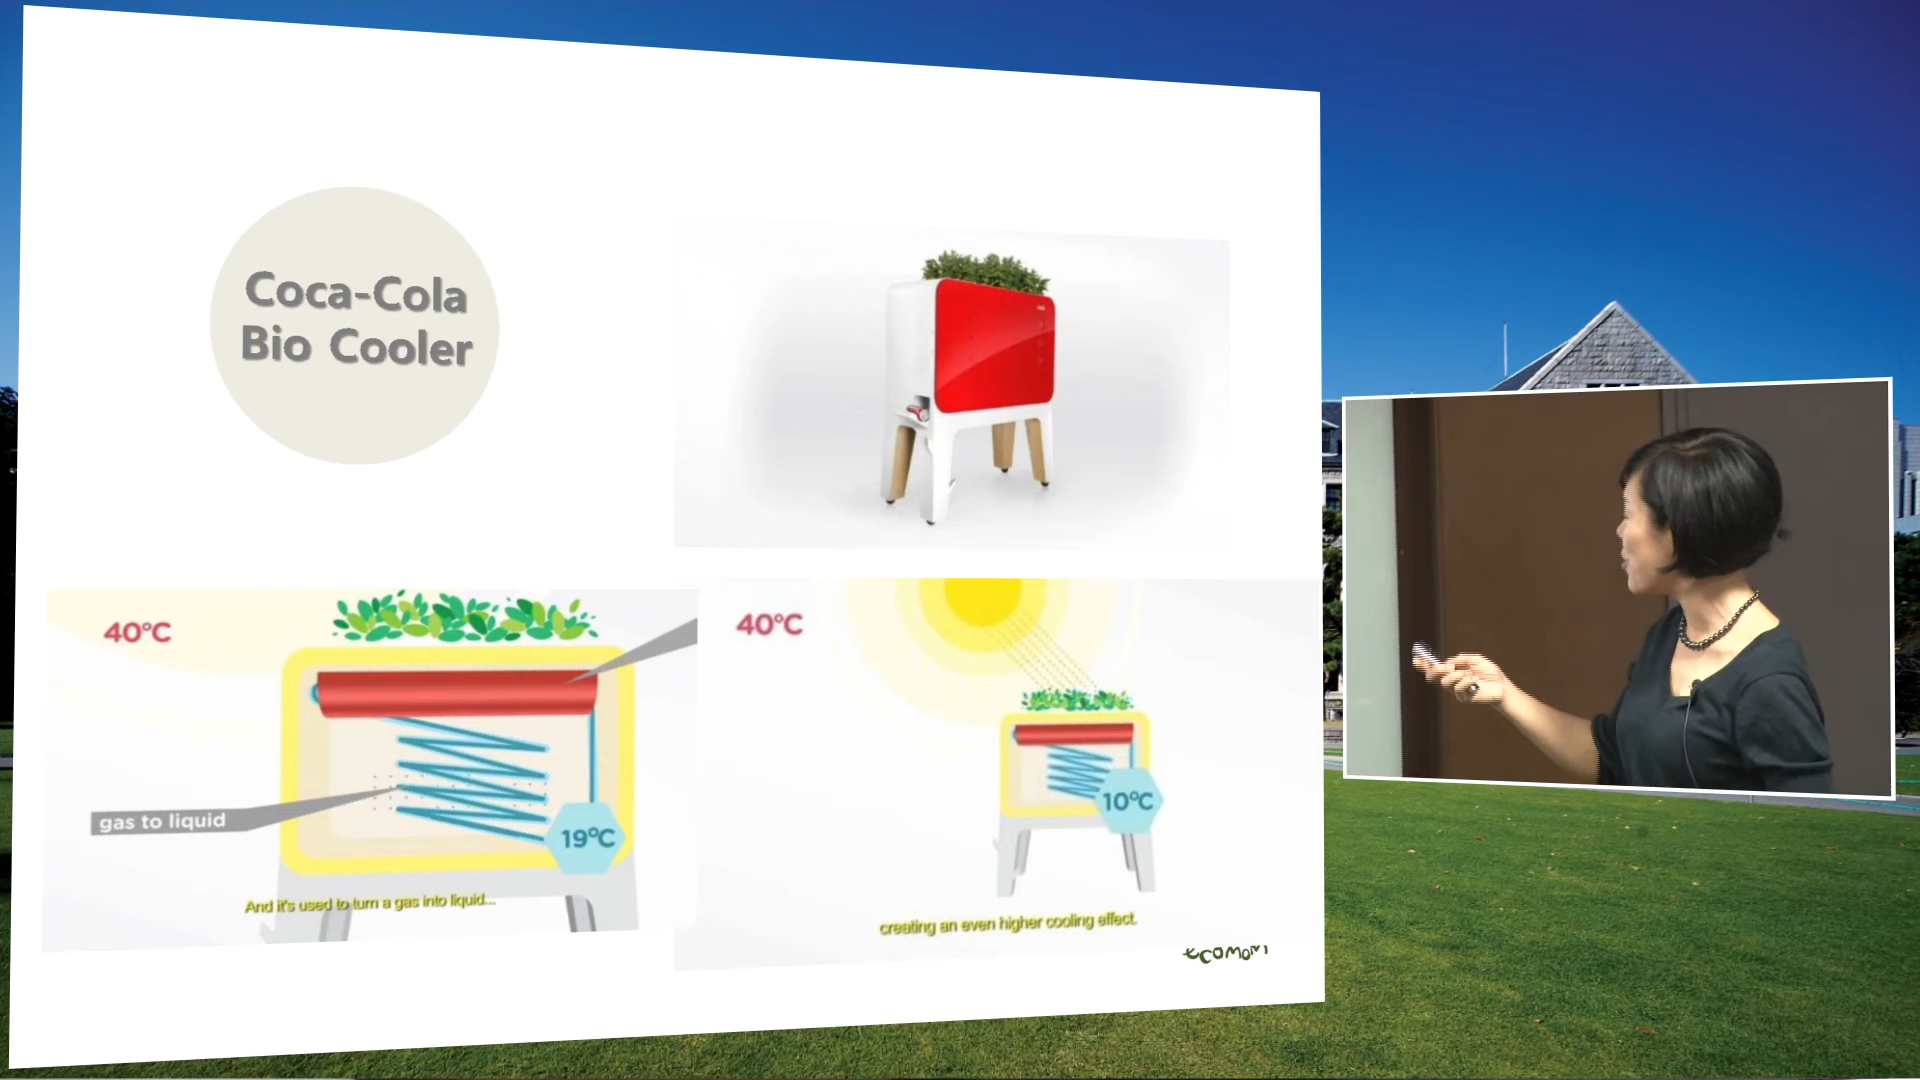 Coca-Cola
Bio Cooler
40°C
gas to liquid
19°C
And it's used to turn a gas into liquid...
40°C
10°C
creating an even higher cooling effect.
ecomomi